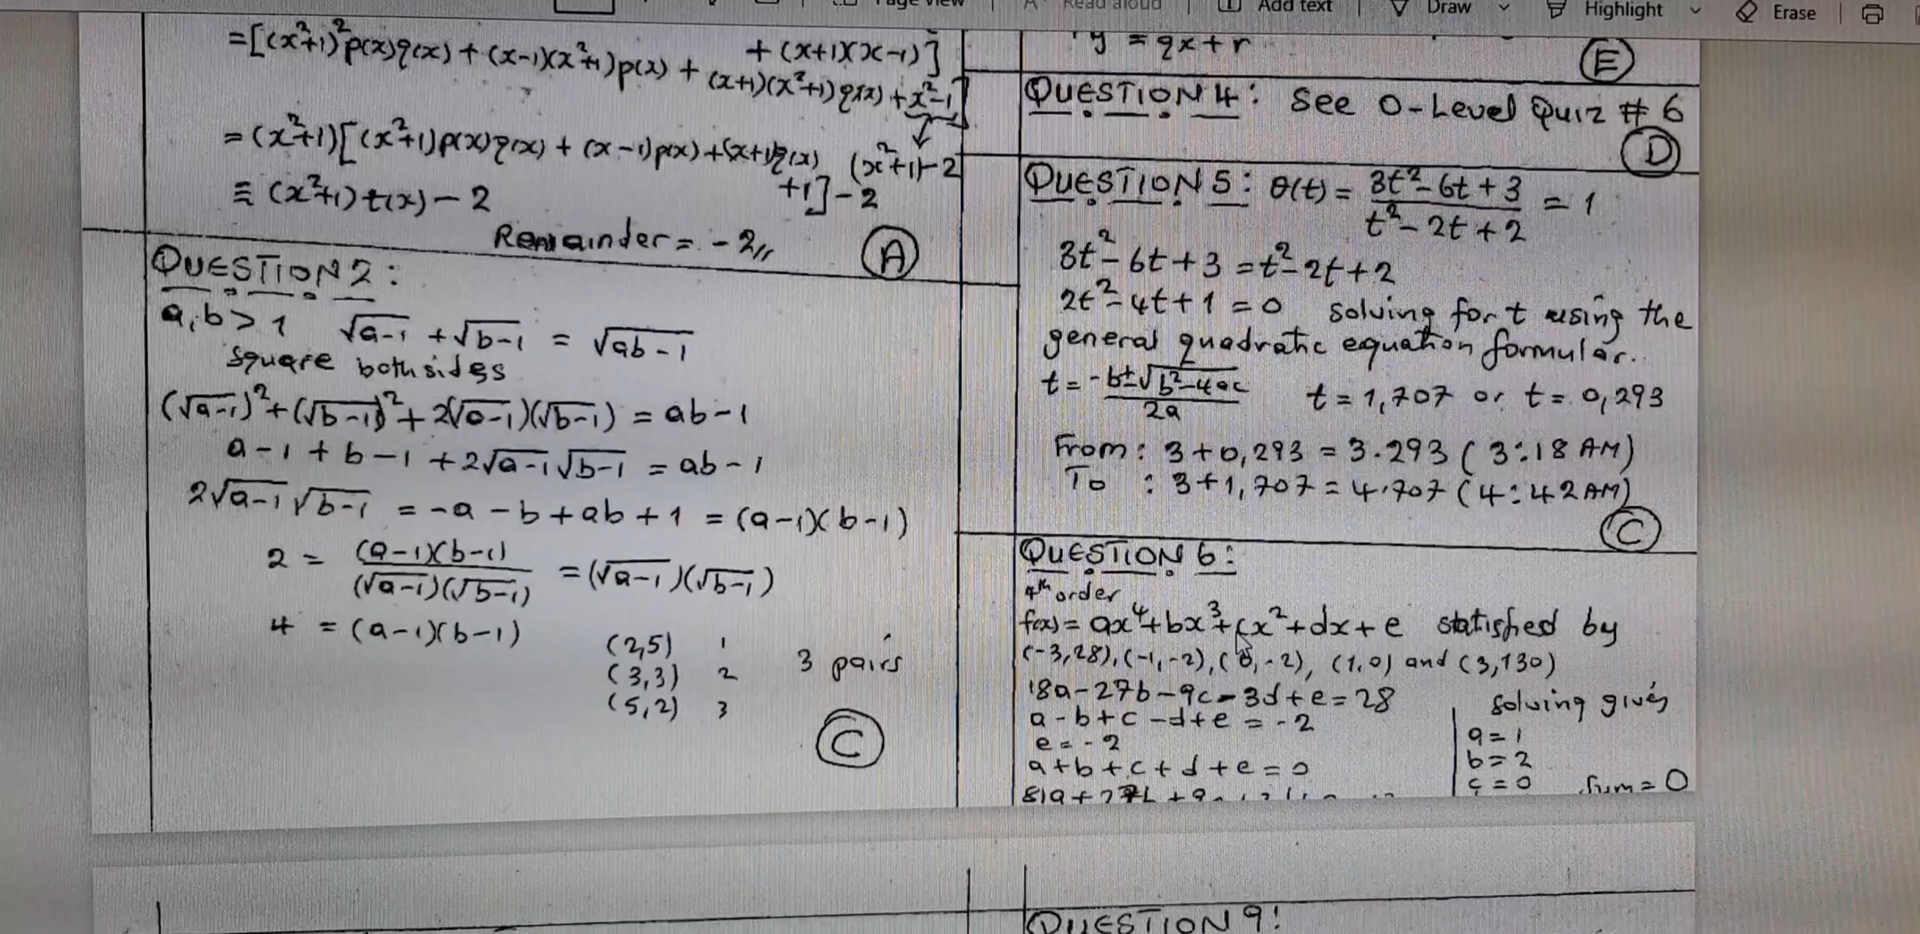 Page view
Read aloud
Add text
Draw
Highlight
Erase
=[(x²+1)²p(x)q(x) + (x-1)(x²+1)p(x) + (x+1)(x²+1)q(x) + (x+1)(x-1)]
+x²-1]
= (x²+1)[(x²+1)p(x)q(x) + (x-1)p(x) + (x+1)q(x) +1] - 2
(x²+1)-2
≡ (x²+1)t(x) - 2
Remainder = -2//
(A)
QUESTION 2:
a,b > 1 √a-1 + √b-1 = √ab-1
square both sides
(√a-1)² + (√b-1)² + 2(√a-1)(√b-1) = ab-1
a-1 + b-1 + 2√a-1 √b-1 = ab-1
2√a-1 √b-1 = -a - b + ab + 1 = (a-1)(b-1)
2 = (a-1)(b-1) / (√a-1)(√b-1) = (√a-1)(√b-1)
4 = (a-1)(b-1)
(2,5) 1
(3,3) 2 3 pairs
(5,2) 3
(C)
y = qx+r
(E)
QUESTION 4: See O-Level Quiz # 6
(D)
QUESTION 5: θ(t) = 3t²-6t+3 / t²-2t+2 = 1
3t²-6t+3 = t²-2t+2
2t²-4t+1 = 0 solving for t using the
general quadratic equation formular.
t = -b±√b²-4ac / 2a t = 1,707 or t = 0,293
From: 3+0,293 = 3.293 (3:18 AM)
To : 3+1,707 = 4.707 (4:42 AM)
(C)
QUESTION 6:
4th order
f(x) = ax⁴+bx³+cx²+dx+e statisfied by
(-3,28), (-1,-2), (0,-2), (1,0) and (3,130)
18a-27b-9c-3d+e = 28 solving gives
a-b+c-d+e = -2
a = 1
e = -2
b = 2
a+b+c+d+e = 0
c = 0 Sum = 0
81a+27b+9c
QUESTION 9: